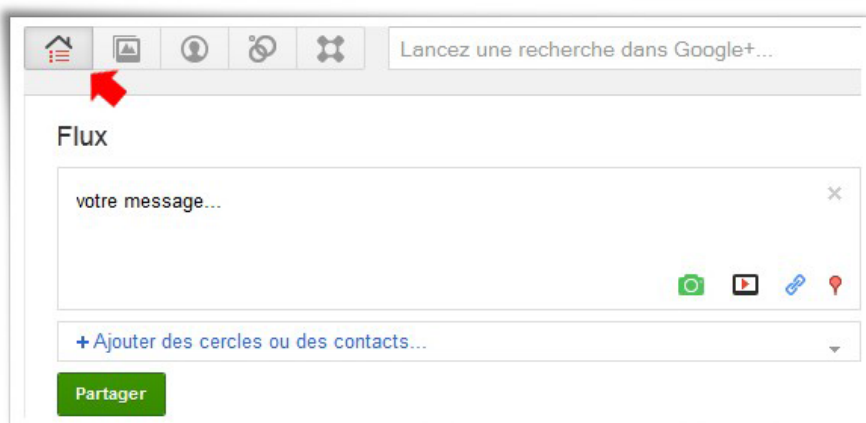 Lancez une recherche dans Google+...
Flux
votre message...
+ Ajouter des cercles ou des contacts...
Partager